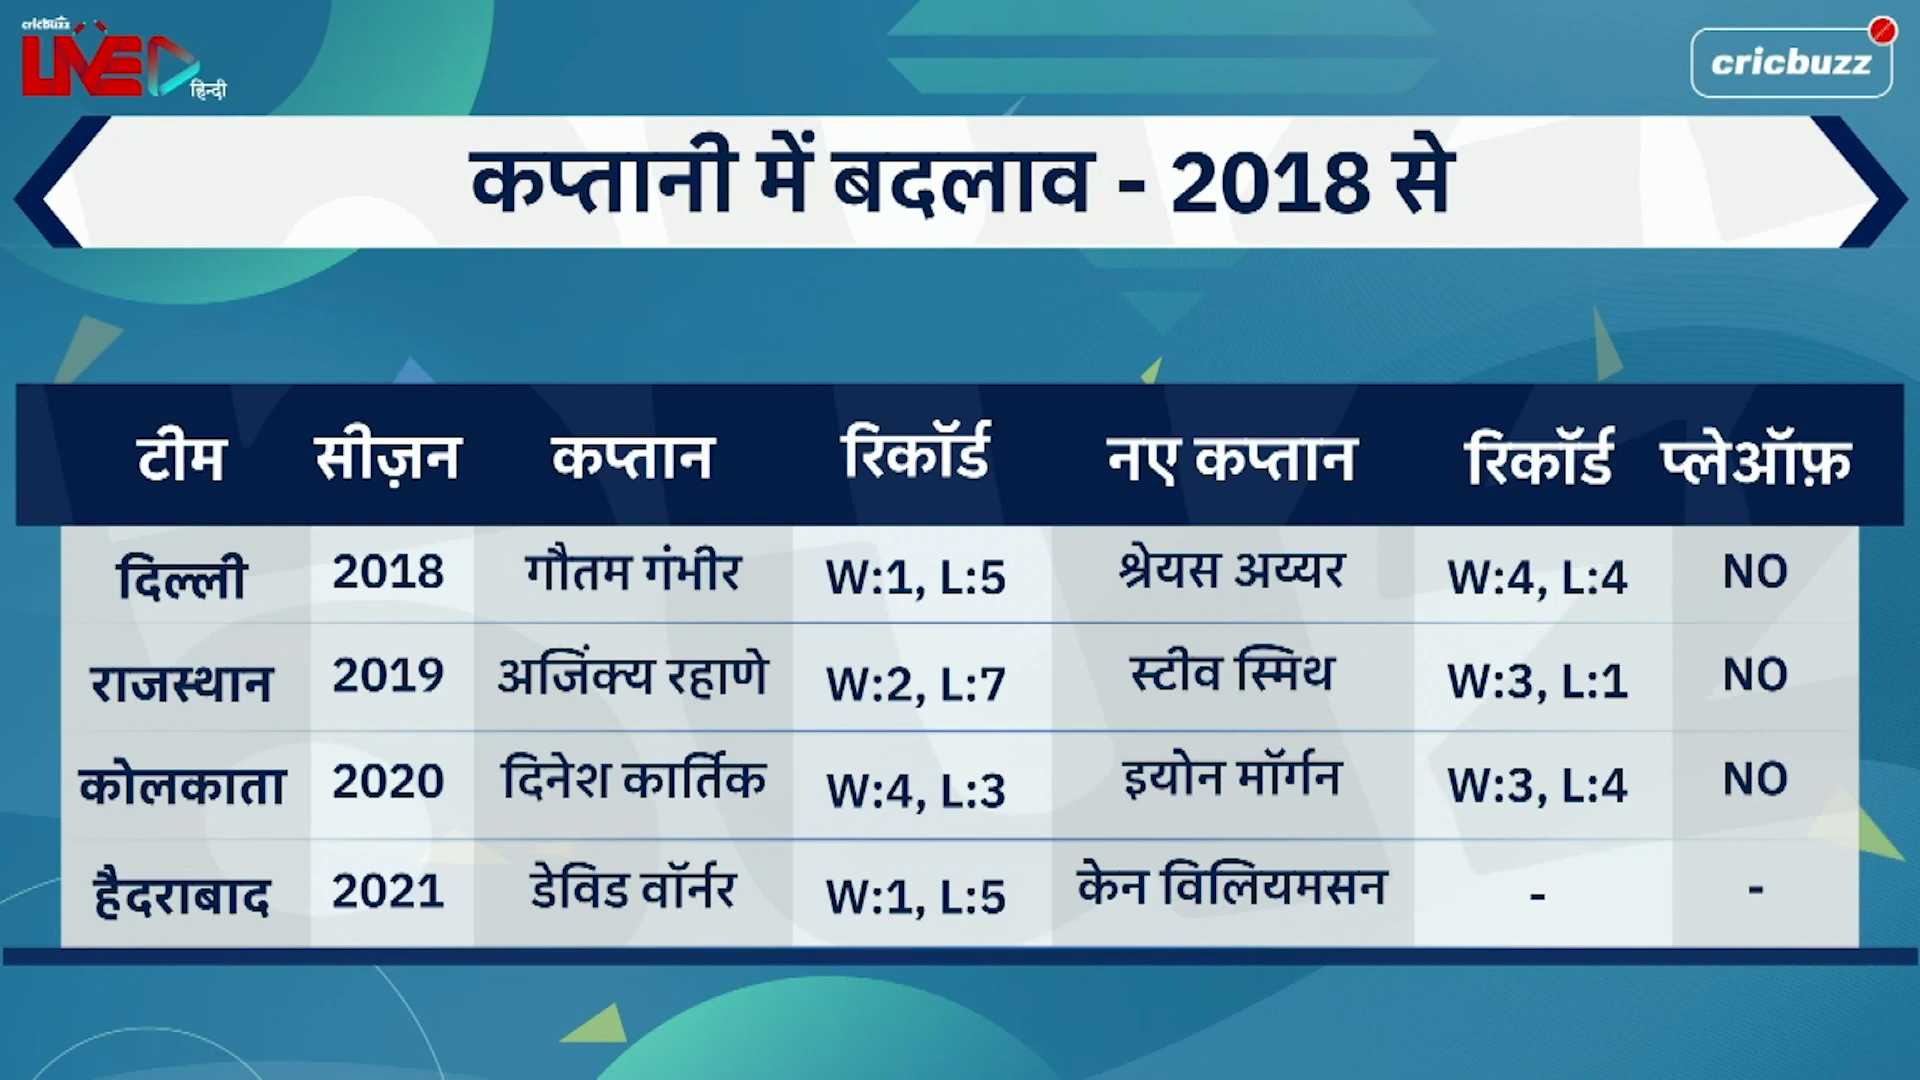 cricbuzz
LIVE
हिन्दी
cricbuzz
कप्तानी में बदलाव - 2018 से
टीम सीज़न कप्तान रिकॉर्ड नए कप्तान रिकॉर्ड प्लेऑफ़
दिल्ली 2018 गौतम गंभीर W:1, L:5 श्रेयस अय्यर W:4, L:4 NO
राजस्थान 2019 अजिंक्य रहाणे W:2, L:7 स्टीव स्मिथ W:3, L:1 NO
कोलकाता 2020 दिनेश कार्तिक W:4, L:3 इयोन मॉर्गन W:3, L:4 NO
हैदराबाद 2021 डेविड वॉर्नर W:1, L:5 केन विलियमसन - -